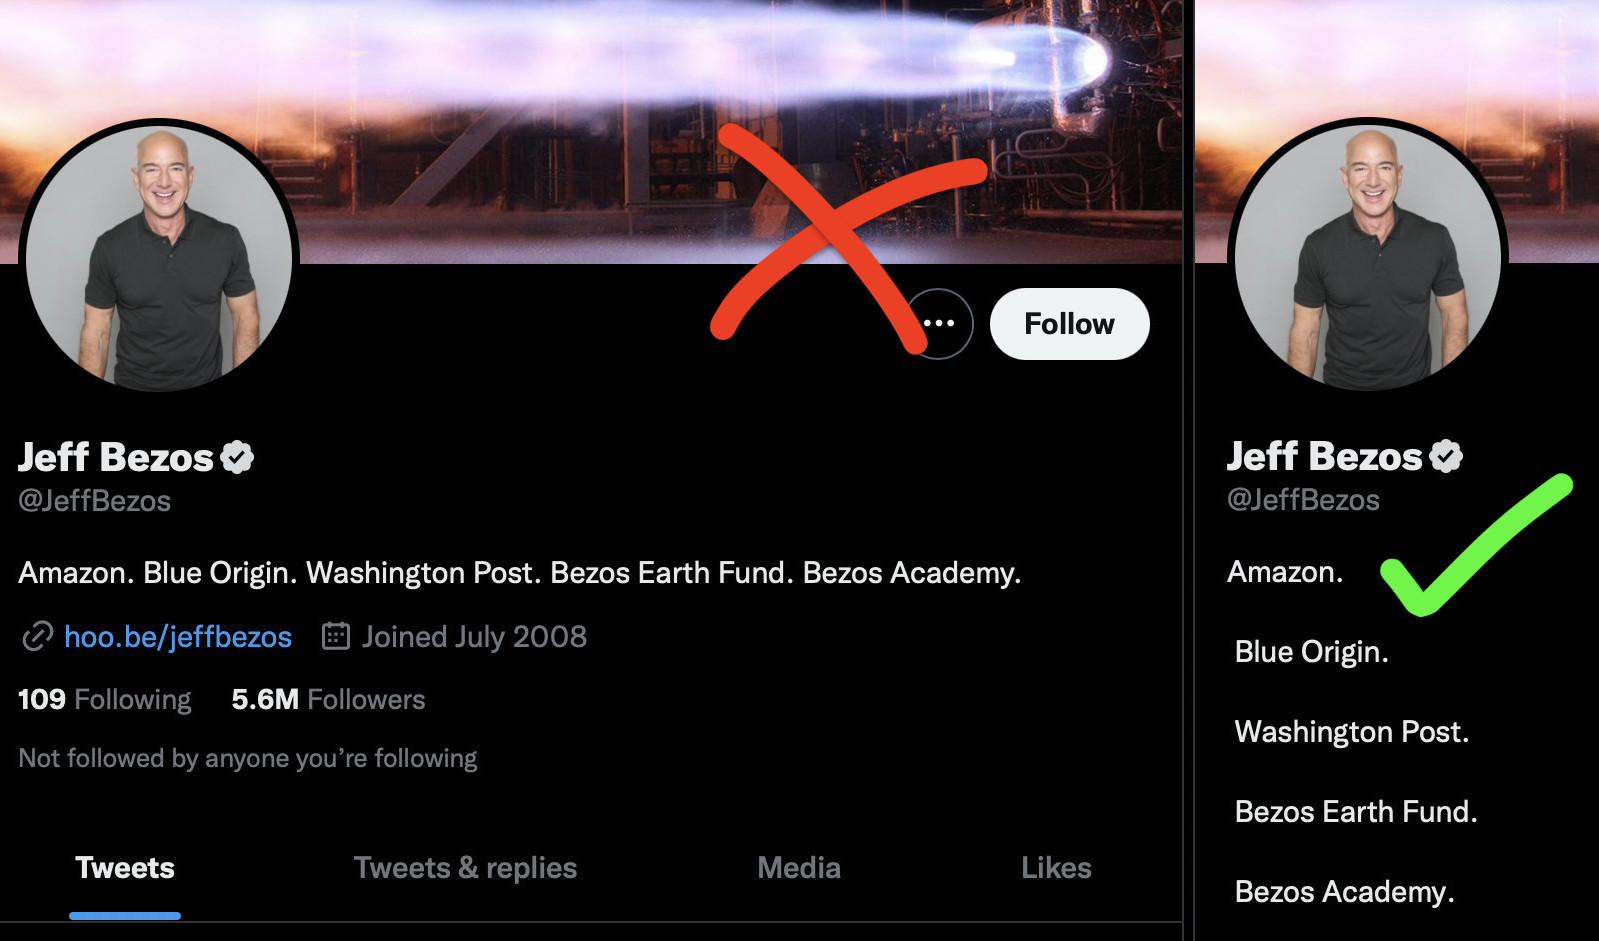 Follow
Jeff Bezos
@JeffBezos
Amazon. Blue Origin. Washington Post. Bezos Earth Fund. Bezos Academy.
hoo.be/jeffbezos Joined July 2008
109 Following 5.6M Followers
Not followed by anyone you’re following
Tweets Tweets & replies Media Likes
Jeff Bezos
@JeffBezos
Amazon.
Blue Origin.
Washington Post.
Bezos Earth Fund.
Bezos Academy.